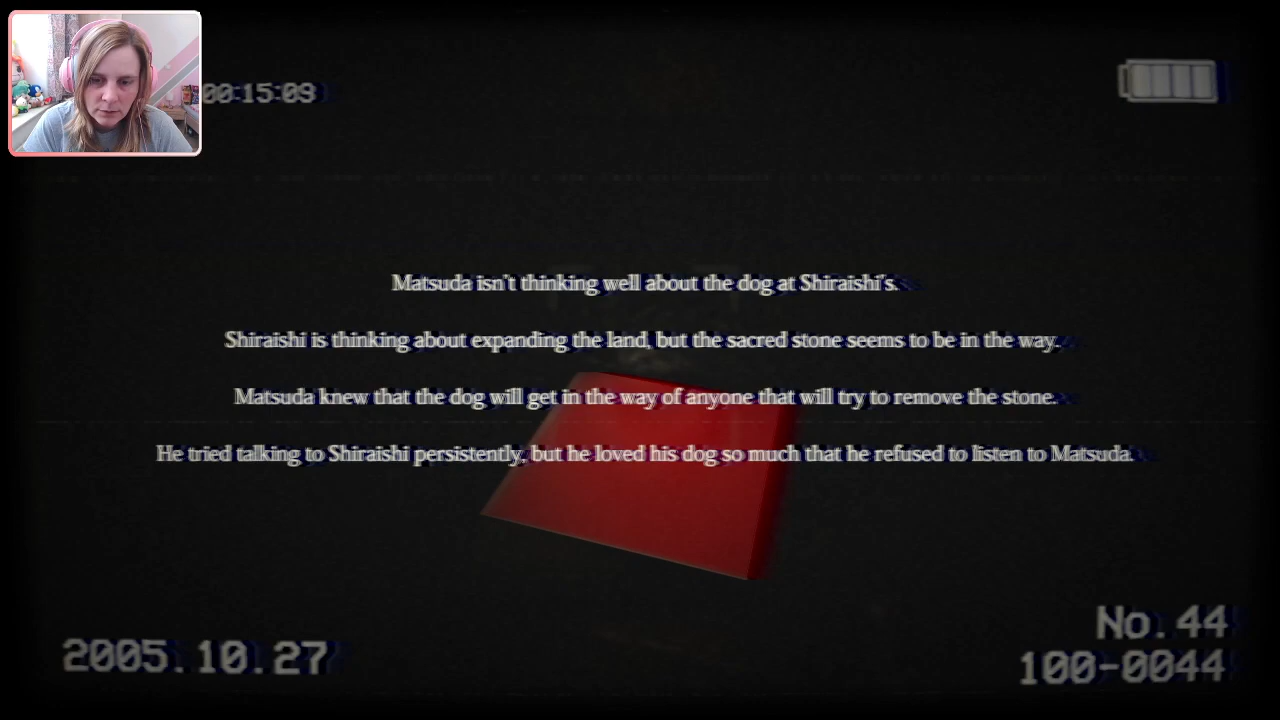 00:15:09
Matsuda isn't thinking well about the dog at Shiraishi's.
Shiraishi is thinking about expanding the land, but the sacred stone seems to be in the way.
Matsuda knew that the dog will get in the way of anyone that will try to remove the stone.
He tried talking to Shiraishi persistently, but he loved his dog so much that he refused to listen to Matsuda.
No.44
2005.10.27
100-0044